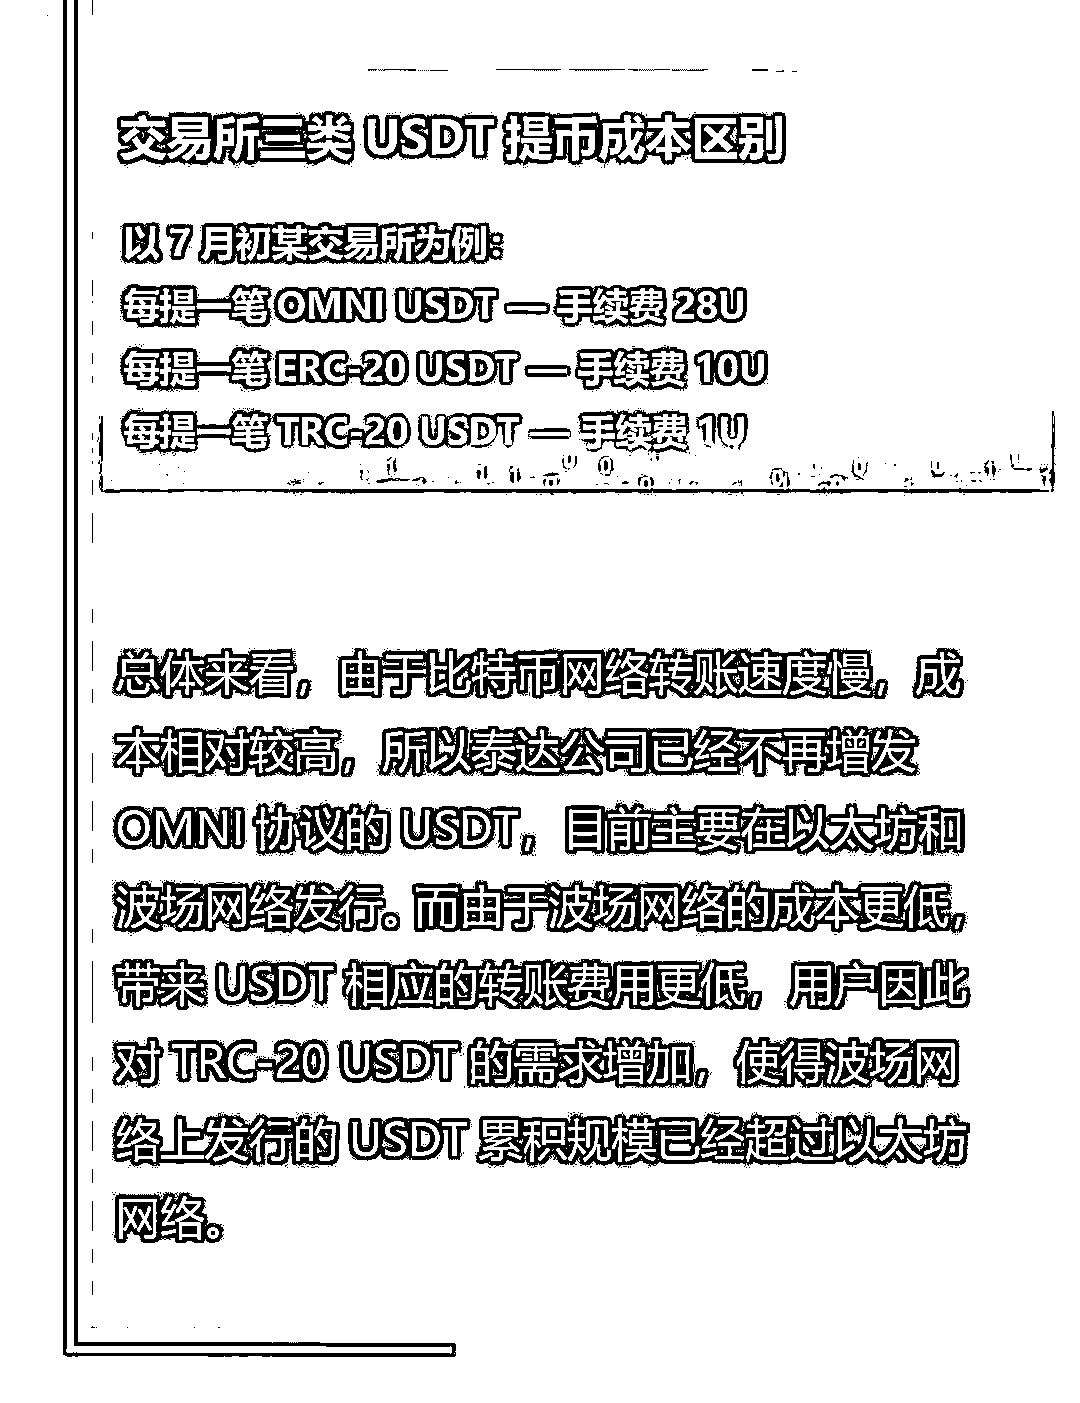 交易所三类 USDT 提币成本区别
以 7 月初某交易所为例：
每提一笔 OMNI USDT — 手续费 28U
每提一笔 ERC-20 USDT — 手续费 10U
每提一笔 TRC-20 USDT — 手续费 1U
总体来看，由于比特币网络转账速度慢，成
本相对较高，所以泰达公司已经不再增发
OMNI 协议的 USDT，目前主要在以太坊和
波场网络发行。而由于波场网络的成本更低，
带来 USDT 相应的转账费用更低，用户因此
对 TRC-20 USDT 的需求增加，使得波场网
络上发行的 USDT 累积规模已经超过以太坊
网络。